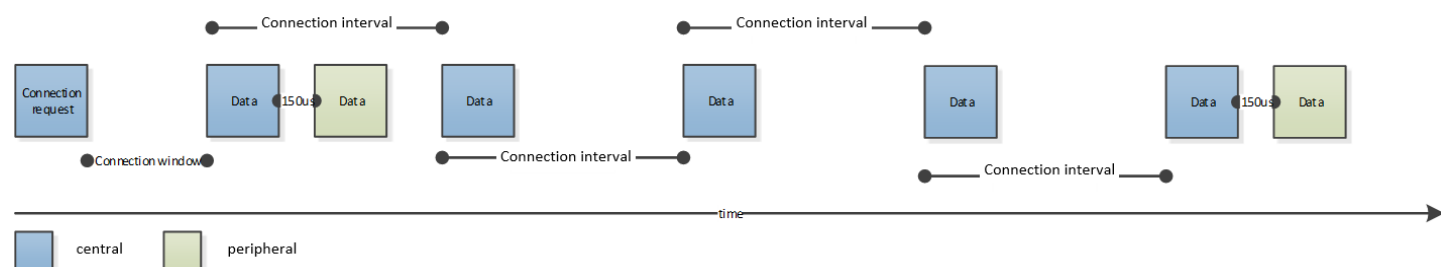 Connection interval
Connection interval
Connection
request
Data
150us
Data
Data
Data
Data
Data
150us
Data
Connection window
Connection interval
Connection interval
time
central
peripheral